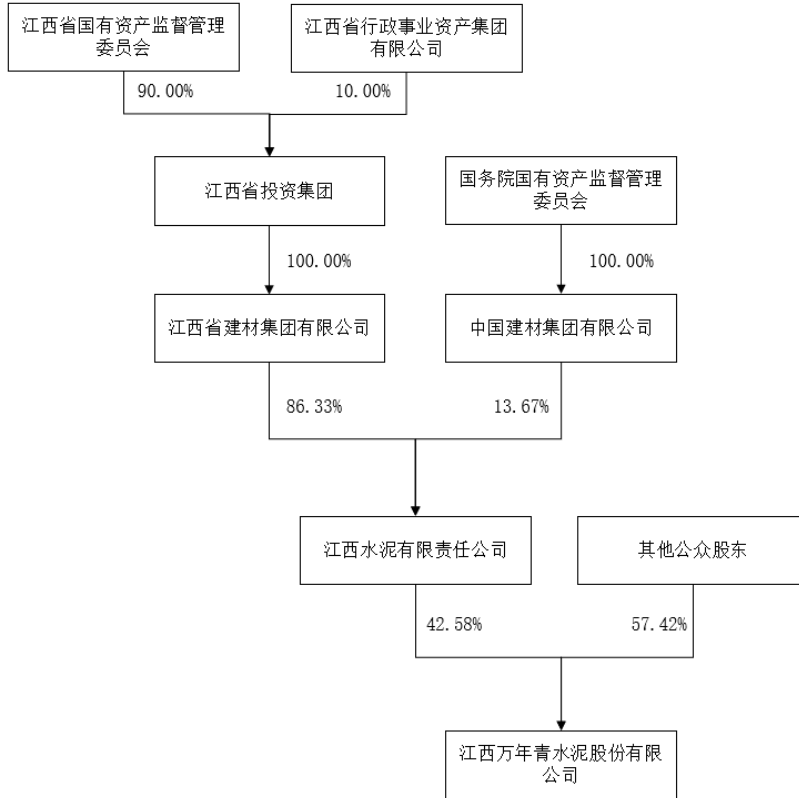 江西省国有资产监督管理
委员会
江西省行政事业资产集团
有限公司
90.00%
10.00%
江西省投资集团
国务院国有资产监督管理
委员会
100.00%
100.00%
江西省建材集团有限公司
中国建材集团有限公司
86.33%
13.67%
江西水泥有限责任公司
其他公众股东
42.58%
57.42%
江西万年青水泥股份有限
公司